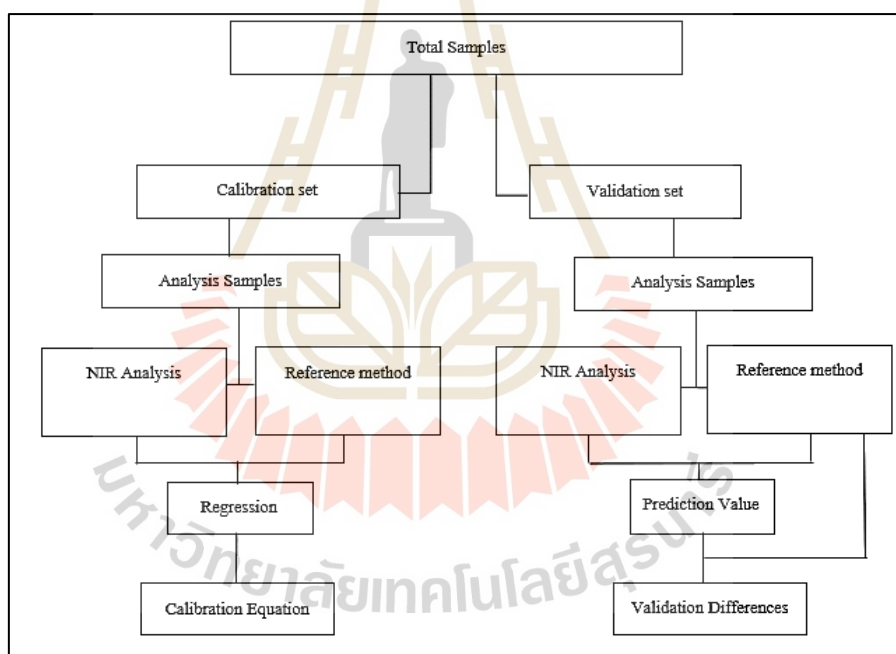 Total Samples
Calibration set
Validation set
Analysis Samples
Analysis Samples
NIR Analysis
Reference method
NIR Analysis
Reference method
Regression
Prediction Value
Calibration Equation
Validation Differences
มหาวิทยาลัยเทคโนโลยีสุรนารี